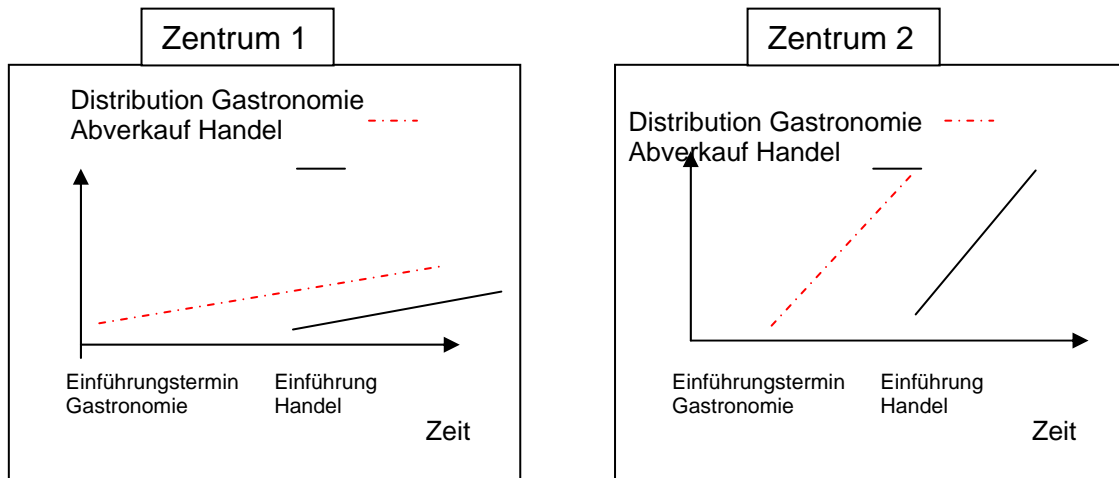 Zentrum 1
Distribution Gastronomie
Abverkauf Handel
Einführungstermin
Gastronomie
Einführung
Handel
Zeit
Zentrum 2
Distribution Gastronomie
Abverkauf Handel
Einführungstermin
Gastronomie
Einführung
Handel
Zeit